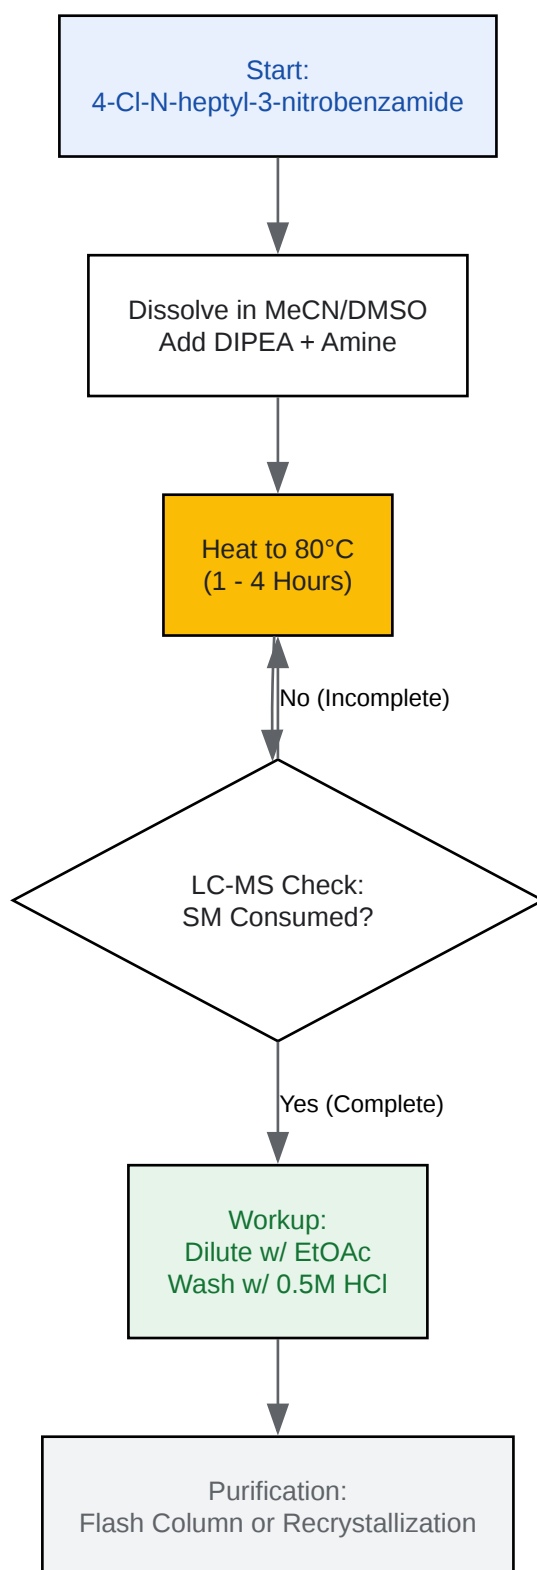 Start:
4-Cl-N-heptyl-3-nitrobenzamide
Dissolve in MeCN/DMSO
Add DIPEA + Amine
Heat to 80°C
(1 - 4 Hours)
No (Incomplete)
LC-MS Check:
SM Consumed?
Yes (Complete)
Workup:
Dilute w/ EtOAc
Wash w/ 0.5M HCl
Purification:
Flash Column or Recrystallization